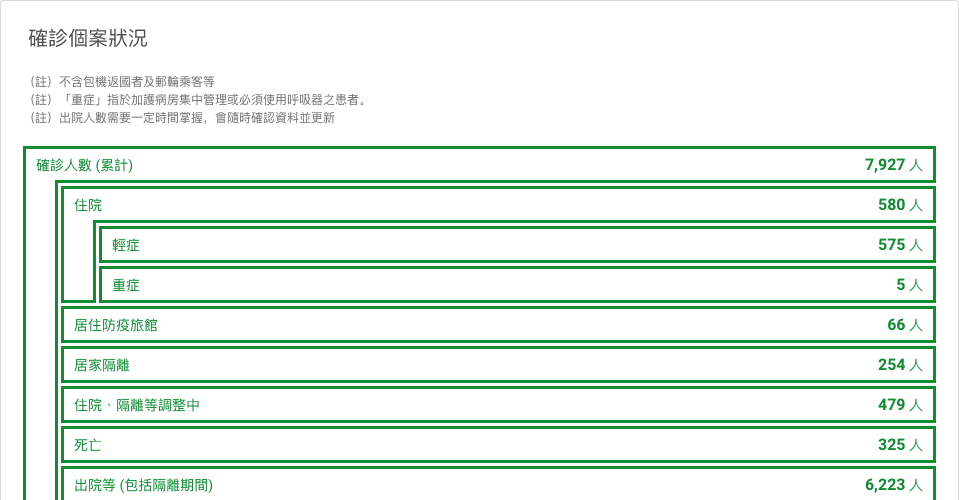 確診個案狀況
（註）不含包機返國者及郵輪乘客等
（註）「重症」指於加護病房集中管理或必須使用呼吸器之患者。
（註）出院人數需要一定時間掌握，會隨時確認資料並更新
確診人數 (累計) 7,927 人
住院 580 人
輕症 575 人
重症 5 人
居住防疫旅館 66 人
居家隔離 254 人
住院、隔離等調整中 479 人
死亡 325 人
出院等 (包括隔離期間) 6,223 人